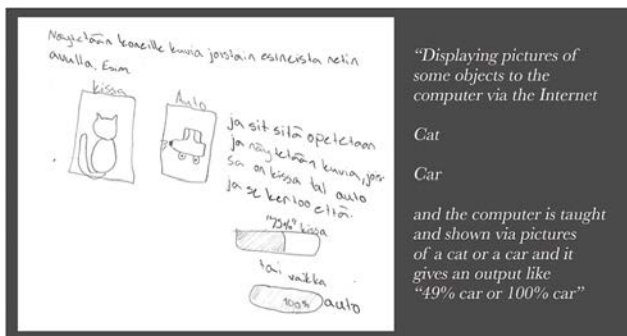 Näytetään koneille kuvia joistain esineistä netin
avulla. Esim
kissa
Auto
ja sit sitä opetetaan
ja näytetään kuvia, jois
sa on kissa tai auto
ja se kertoo että.
kissa
tai vaikka
100% auto
"Displaying pictures of
some objects to the
computer via the Internet
Cat
Car
and the computer is taught
and shown via pictures
of a cat or a car and it
gives an output like
"49% car or 100% car"